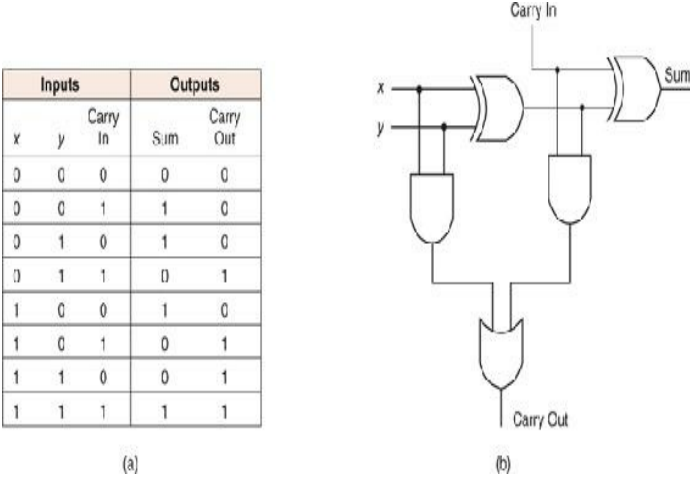 Inputs Outputs
x y Carry In Sum Carry Out
0 0 0 0 0
0 0 1 1 0
0 1 0 1 0
0 1 1 0 1
1 0 0 1 0
1 0 1 0 1
1 1 0 0 1
1 1 1 1 1
(a)
Carry In
x
y
Sum
Carry Out
(b)